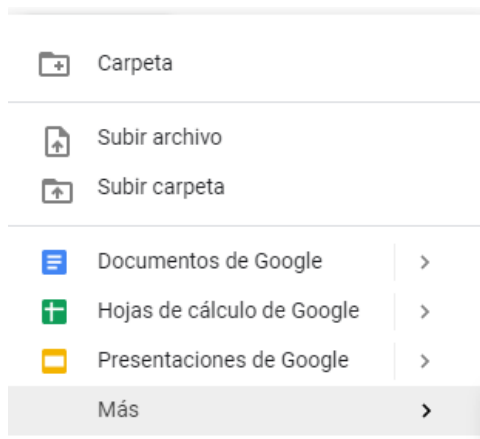 Carpeta
Subir archivo
Subir carpeta
Documentos de Google
Hojas de cálculo de Google
Presentaciones de Google
Más